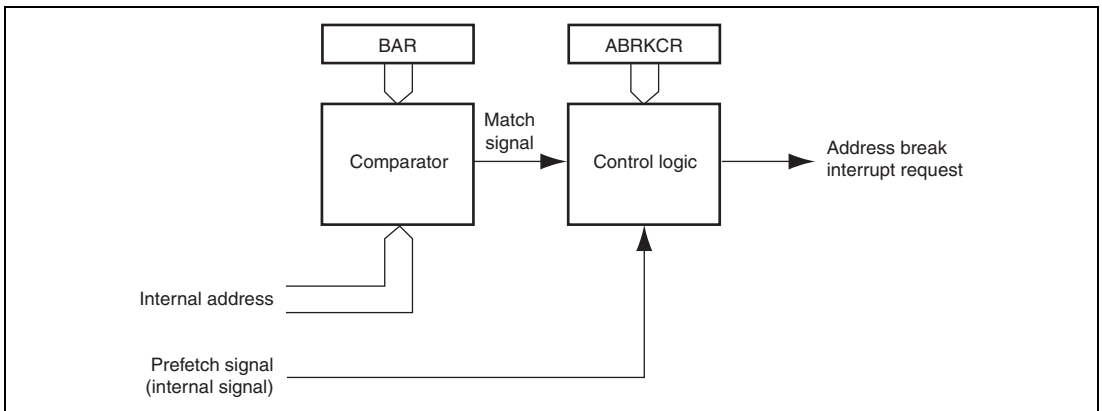 BAR
ABRKCR
Match
signal
Comparator
Control logic
Address break
interrupt request
Internal address
Prefetch signal
(internal signal)